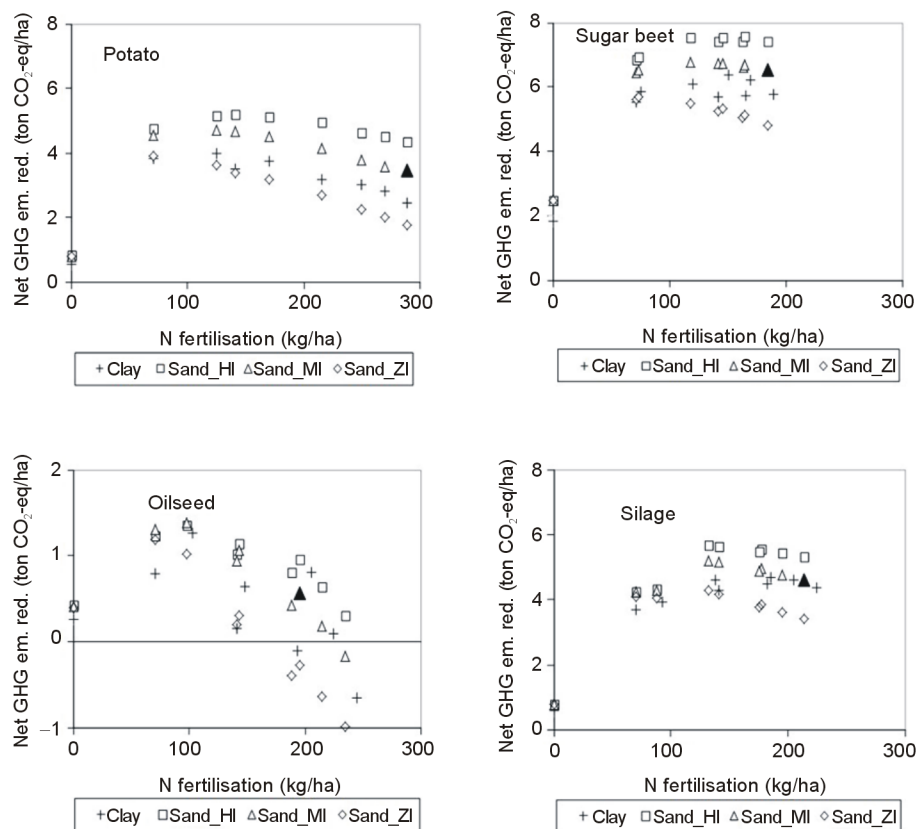 8
6
4
2
0
0
100
200
300
Net GHG em. red. (ton CO₂-eq/ha)
Potato
N fertilisation (kg/ha)
+ Clay □ Sand_HI △ Sand_MI ◇ Sand_ZI
8
6
4
2
0
0
100
200
300
Net GHG em. red. (ton CO₂-eq/ha)
Sugar beet
N fertilisation (kg/ha)
+ Clay □ Sand_HI △ Sand_MI ◇ Sand_ZI
2
1
0
−1
0
100
200
300
Net GHG em. red. (ton CO₂-eq/ha)
Oilseed
N fertilisation (kg/ha)
+ Clay □ Sand_HI △ Sand_MI ◇ Sand_ZI
8
6
4
2
0
0
100
200
300
Net GHG em. red. (ton CO₂-eq/ha)
Silage
N fertilisation (kg/ha)
+ Clay □ Sand_HI △ Sand_MI ◇ Sand_ZI